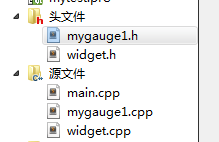 头文件
mygauge1.h
widget.h
源文件
main.cpp
mygauge1.cpp
widget.cpp